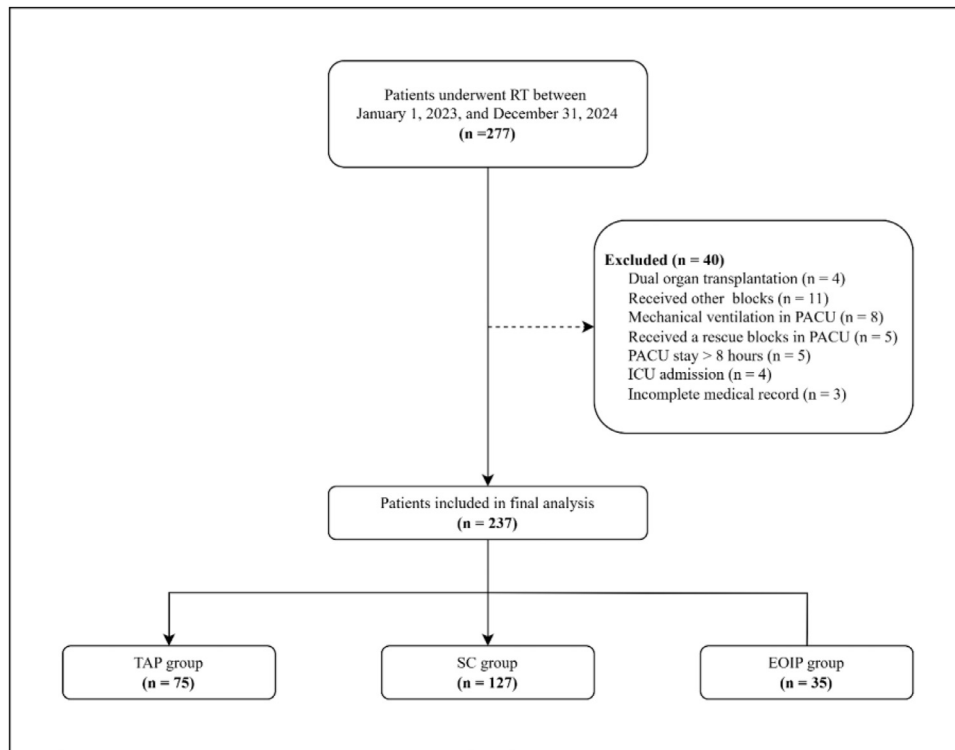 Patients underwent RT between
January 1, 2023, and December 31, 2024
(n =277)
Excluded (n = 40)
Dual organ transplantation (n = 4)
Received other blocks (n = 11)
Mechanical ventilation in PACU (n = 8)
Received a rescue blocks in PACU (n = 5)
PACU stay > 8 hours (n = 5)
ICU admission (n = 4)
Incomplete medical record (n = 3)
Patients included in final analysis
(n = 237)
TAP group
(n = 75)
SC group
(n = 127)
EOIP group
(n = 35)